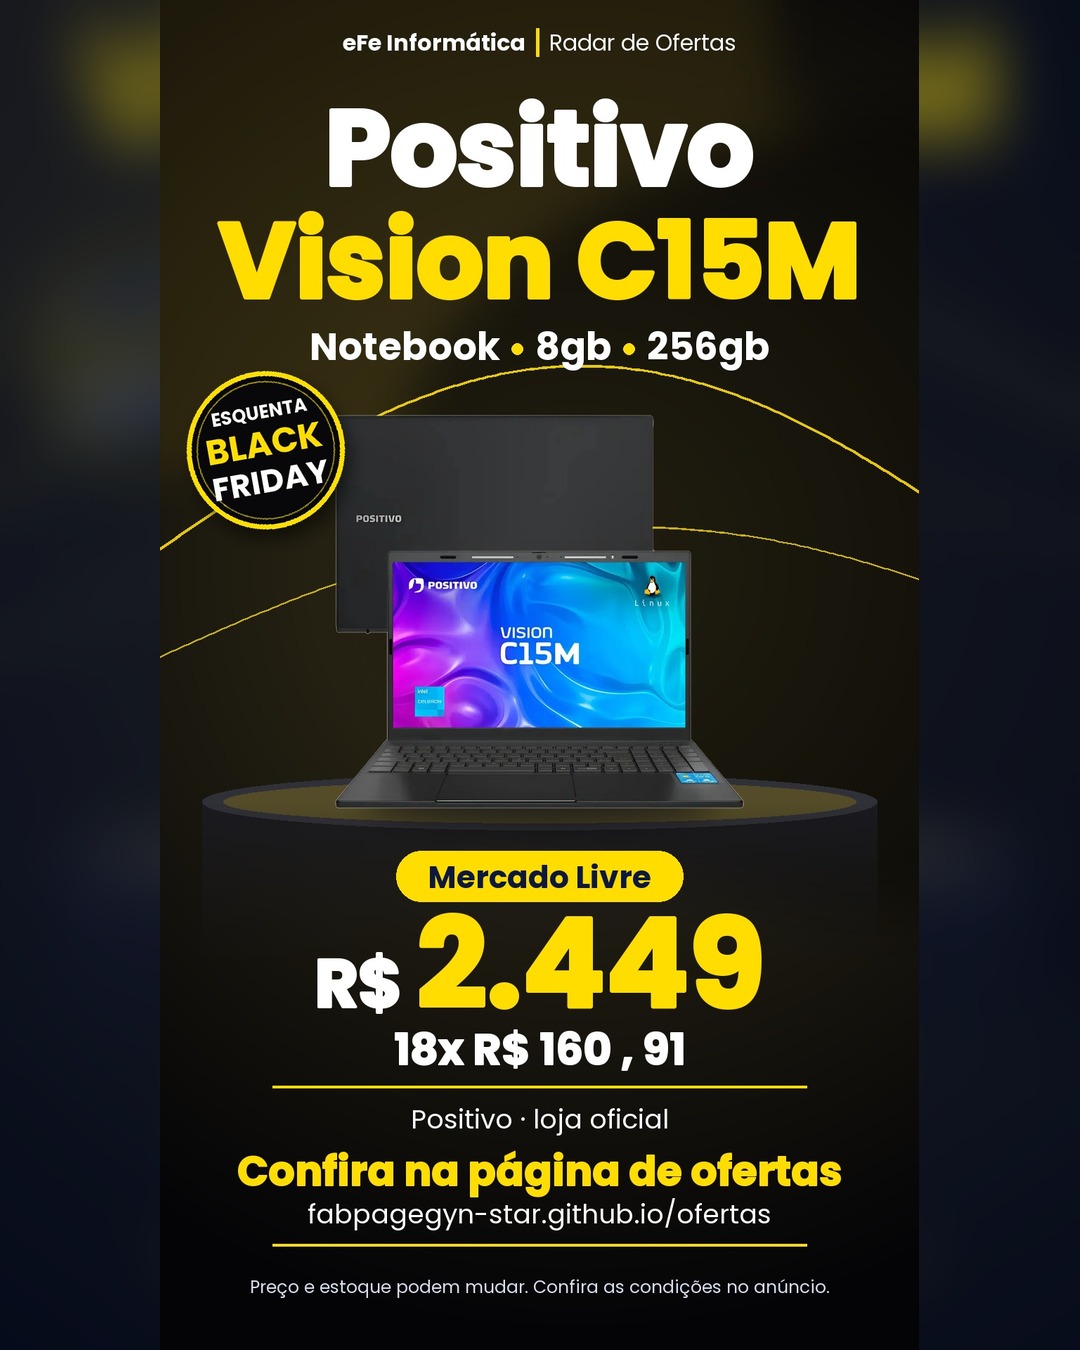 eFe Informática | Radar de Ofertas
Positivo
Vision C15M
Notebook • 8gb • 256gb
ESQUENTA
BLACK
FRIDAY
POSITIVO
POSITIVO
Linux
VISION
C15M
intel
CELERON
Mercado Livre
R$ 2.449
18x R$ 160 , 91
Positivo · loja oficial
Confira na página de ofertas
fabpagegyn-star.github.io/ofertas
Preço e estoque podem mudar. Confira as condições no anúncio.